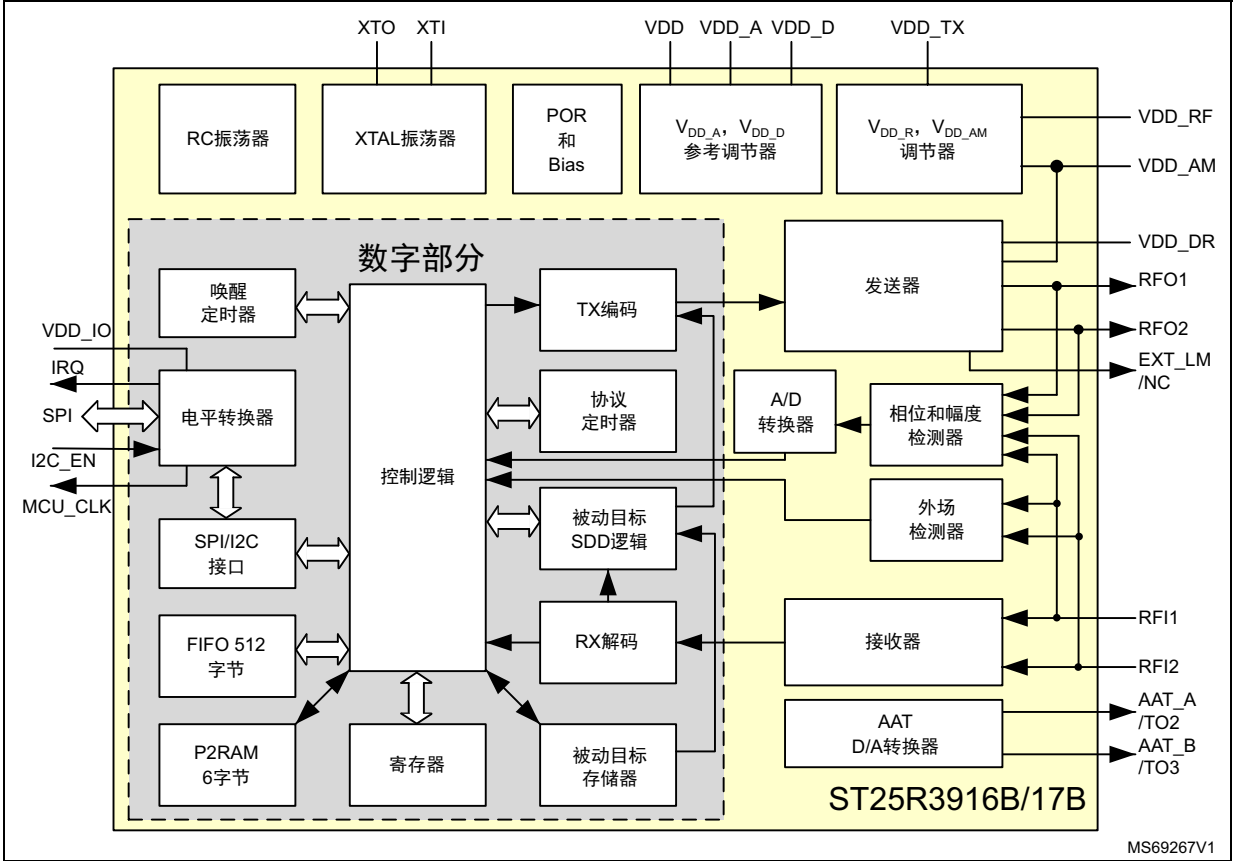 XTO XTI VDD VDD_A VDD_D VDD_TX
RC振荡器
XTAL振荡器
POR
和
Bias
VDD_A，VDD_D
参考调节器
VDD_R，VDD_AM
调节器
VDD_RF
VDD_AM
VDD_DR
RFO1
RFO2
EXT_LM
/NC
数字部分
唤醒
定时器
TX编码
发送器
VDD_IO
IRQ
SPI
I2C_EN
MCU_CLK
电平转换器
控制逻辑
协议
定时器
A/D
转换器
相位和幅度
检测器
SPI/I2C
接口
被动目标
SDD逻辑
外场
检测器
FIFO 512
字节
RX解码
接收器
RFI1
RFI2
P2RAM
6字节
寄存器
被动目标
存储器
AAT
D/A转换器
AAT_A
/TO2
AAT_B
/TO3
ST25R3916B/17B
MS69267V1